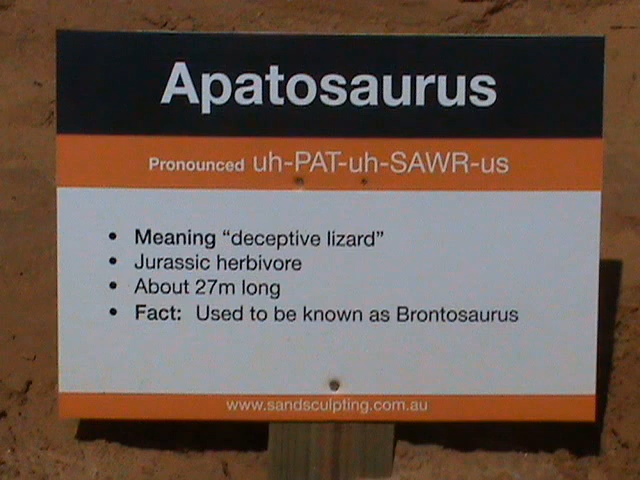 Apatosaurus
Pronounced uh-PAT-uh-SAWR-us
• Meaning “deceptive lizard”
• Jurassic herbivore
• About 27m long
• Fact: Used to be known as Brontosaurus
www.sandsculpting.com.au